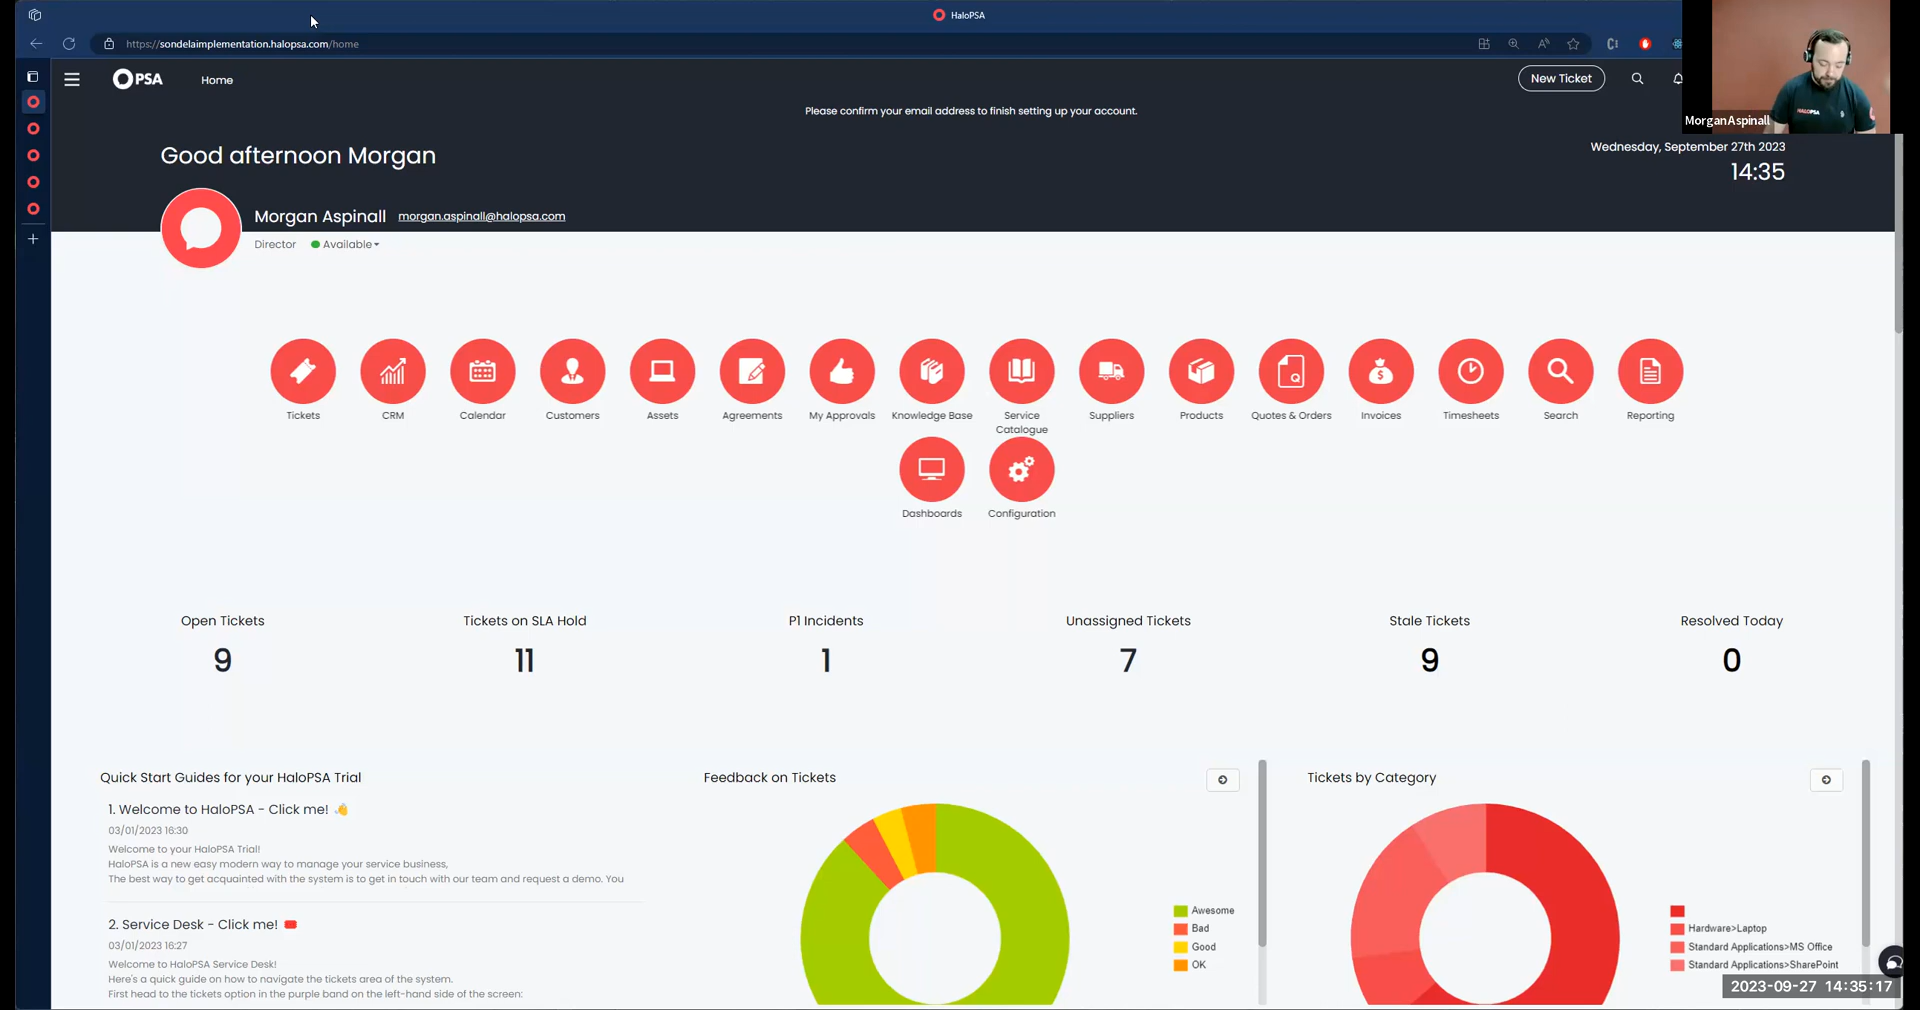 HaloPSA
https://sondelaimplementation.halopsa.com/home
PSA
Home
New Ticket
Please confirm your email address to finish setting up your account.
HALOPSA
Morgan Aspinall
Good afternoon Morgan
Wednesday, September 27th 2023
14:35
Morgan Aspinall morgan.aspinall@halopsa.com
Director Available
Tickets
CRM
Calendar
Customers
Assets
Agreements
My Approvals
Knowledge Base
Service
Catalogue
Suppliers
Products
Quotes & Orders
Invoices
Timesheets
Search
Reporting
Dashboards
Configuration
Open Tickets
9
Tickets on SLA Hold
11
P1 Incidents
1
Unassigned Tickets
7
Stale Tickets
9
Resolved Today
0
Quick Start Guides for your HaloPSA Trial
1. Welcome to HaloPSA - Click me! 👋
03/01/2023 16:30
Welcome to your HaloPSA Trial!
HaloPSA is a new easy modern way to manage your service business,
The best way to get acquainted with the system is to get in touch with our team and request a demo. You
2. Service Desk - Click me!
03/01/2023 16:27
Welcome to HaloPSA Service Desk!
Here's a quick guide on how to navigate the tickets area of the system.
First head to the tickets option in the purple band on the left-hand side of the screen:
Feedback on Tickets
Awesome
Bad
Good
OK
Tickets by Category
Hardware>Laptop
Standard Applications>MS Office
Standard Applications>SharePoint
2023-09-27 14:35:17